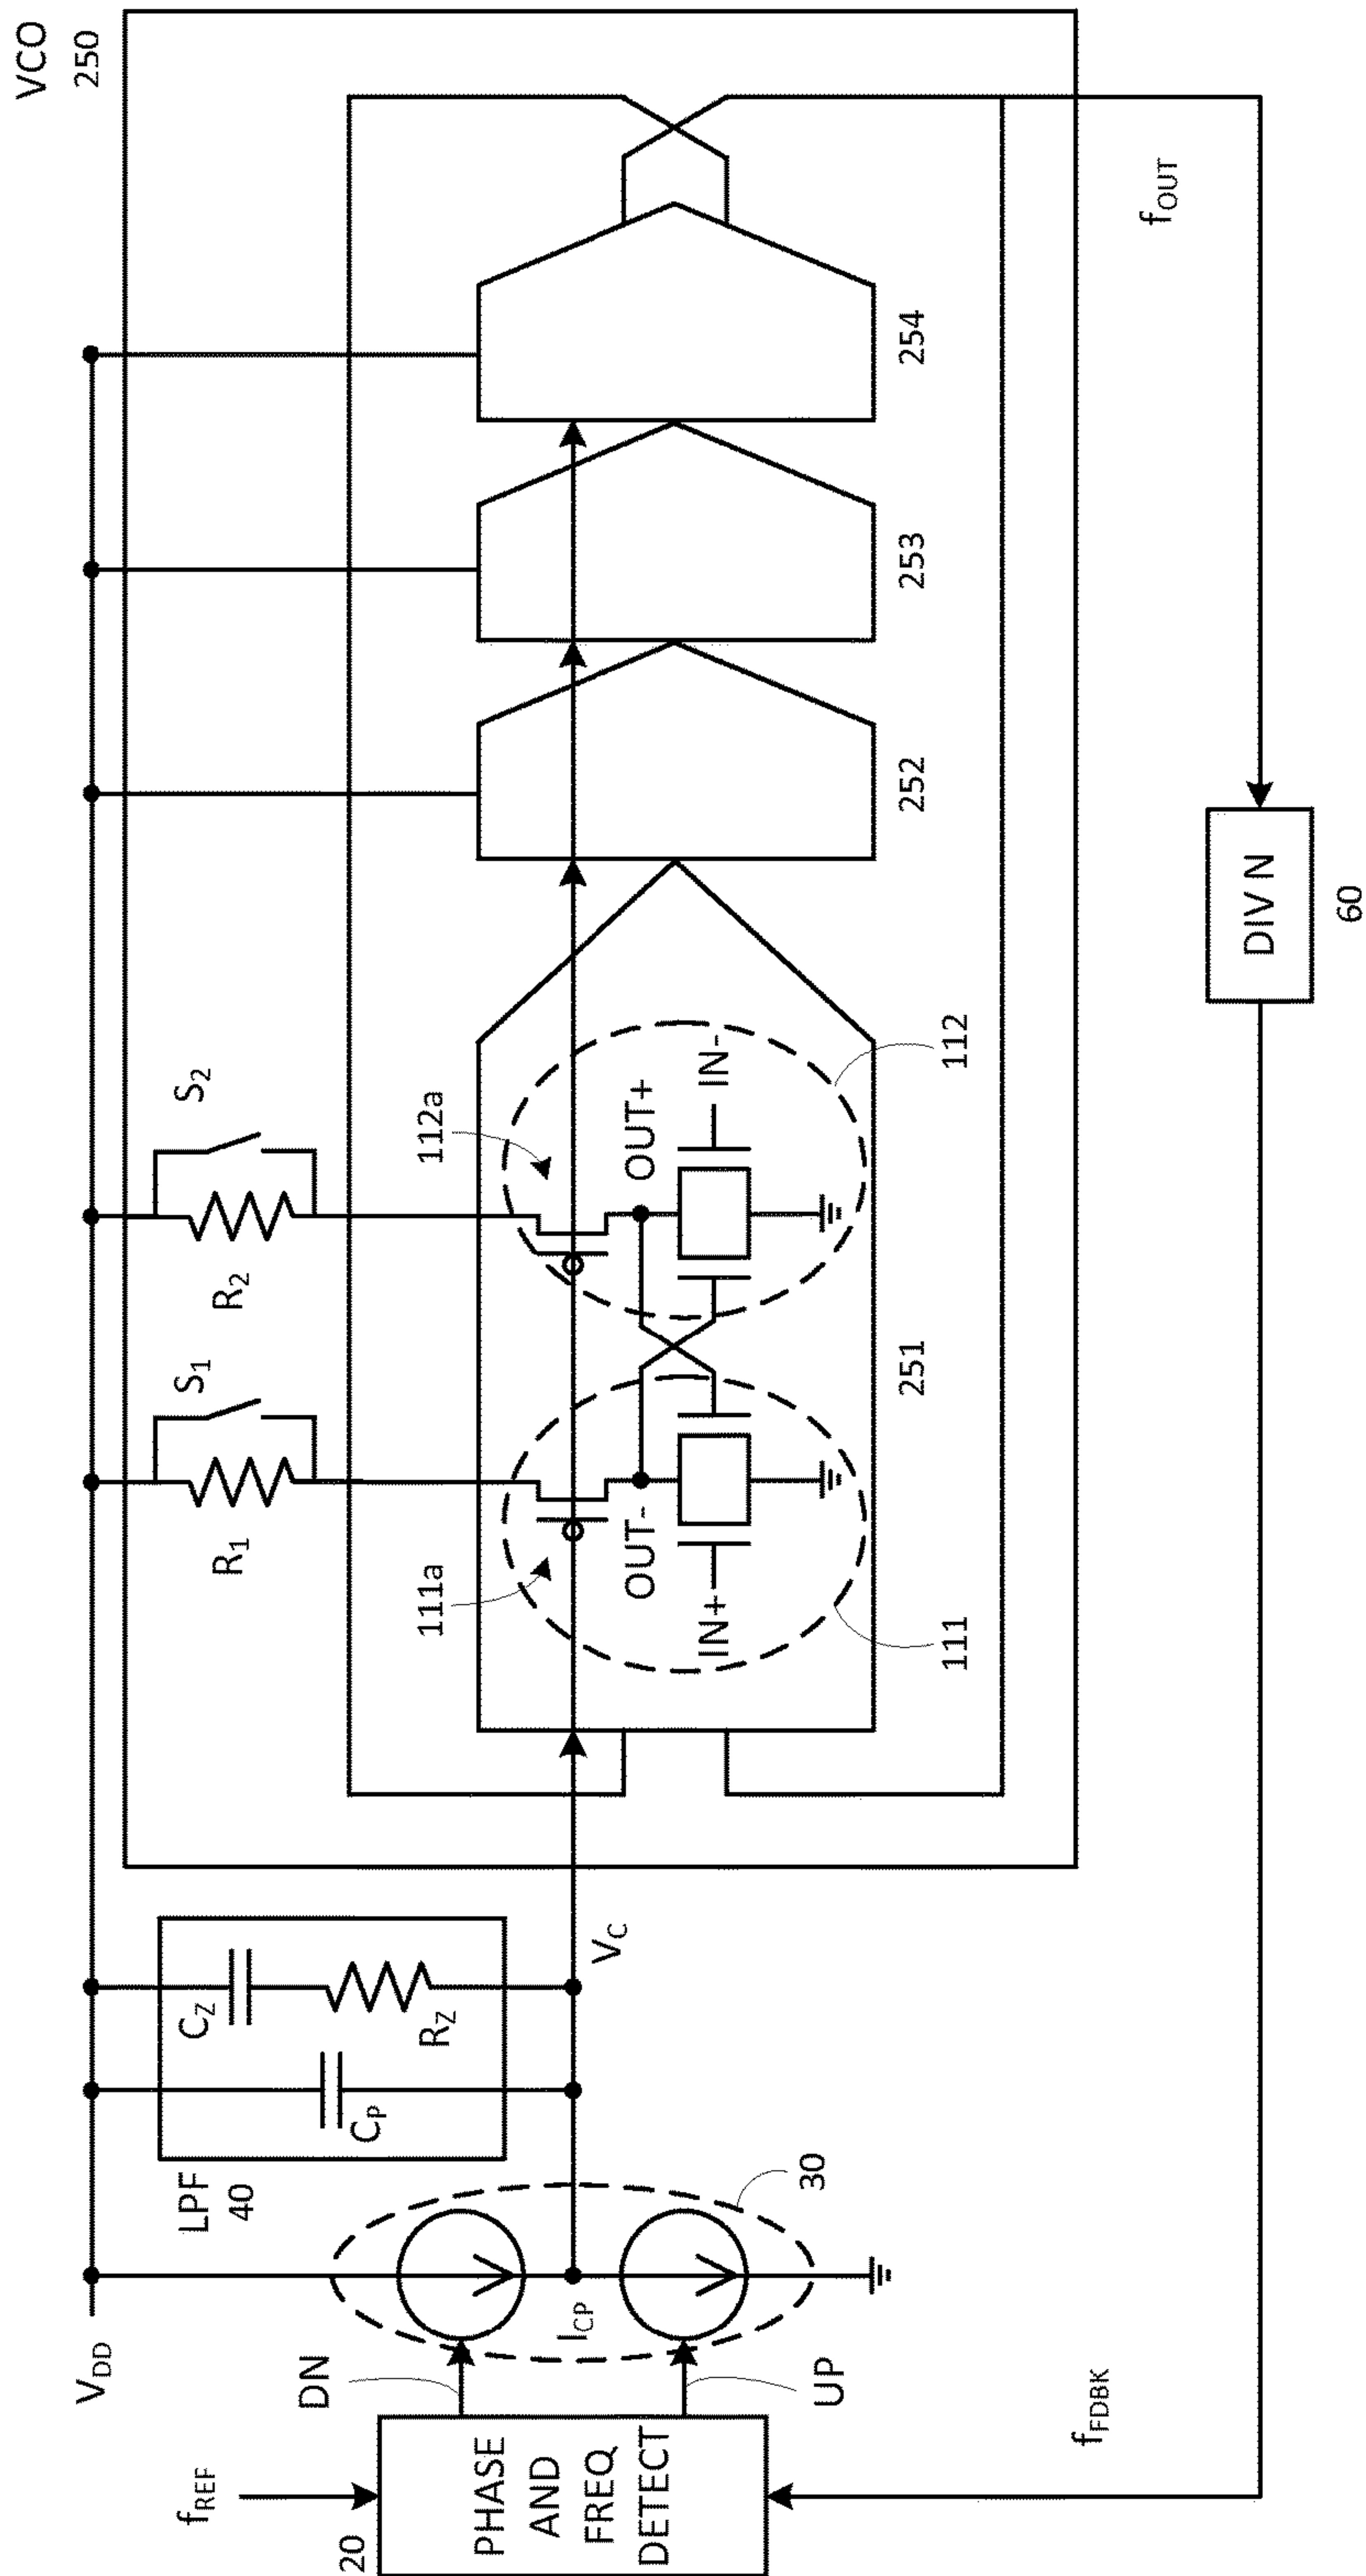 VCO
250
V_DD
S₁
S₂
R₁
R₂
LPF
40
C_Z
R_Z
C_P
f_REF
20
PHASE
AND
FREQ
DETECT
DN
UP
I_CP
30
V_C
111a
112a
OUT-
OUT+
IN+
IN-
111
112
251
252
253
254
f_OUT
DIV N
60
f_FDBK